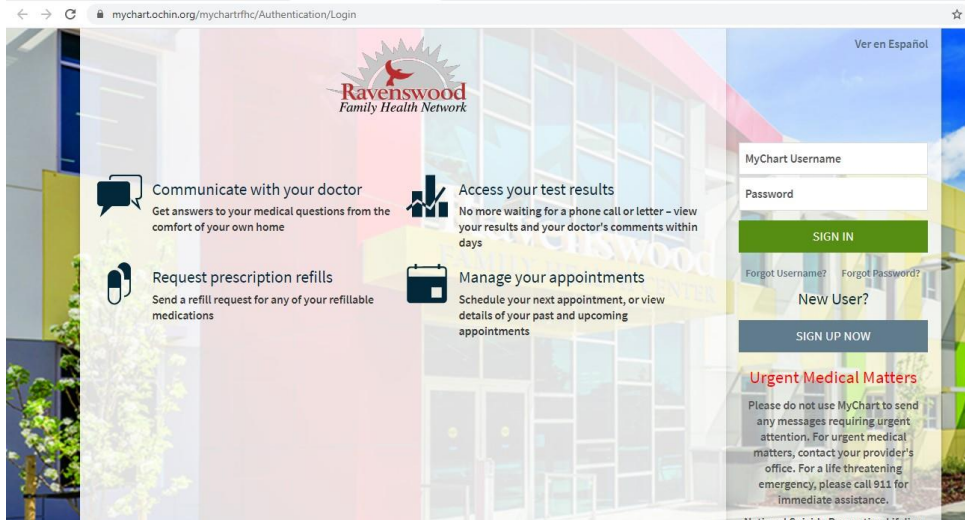 mychart.ochin.org/mychartrfhc/Authentication/Login
Ver en Español
Ravenswood
Family Health Network
Communicate with your doctor
Get answers to your medical questions from the
comfort of your own home
Access your test results
No more waiting for a phone call or letter – view
your results and your doctor's comments within
days
Request prescription refills
Send a refill request for any of your refillable
medications
Manage your appointments
Schedule your next appointment, or view
details of your past and upcoming
appointments
MyChart Username
Password
SIGN IN
Forgot Username? Forgot Password?
New User?
SIGN UP NOW
Urgent Medical Matters
Please do not use MyChart to send
any messages requiring urgent
attention. For urgent medical
matters, contact your provider's
office. For a life threatening
emergency, please call 911 for
immediate assistance.
RAVENSWOOD
FAMILY HEALTH CENTER